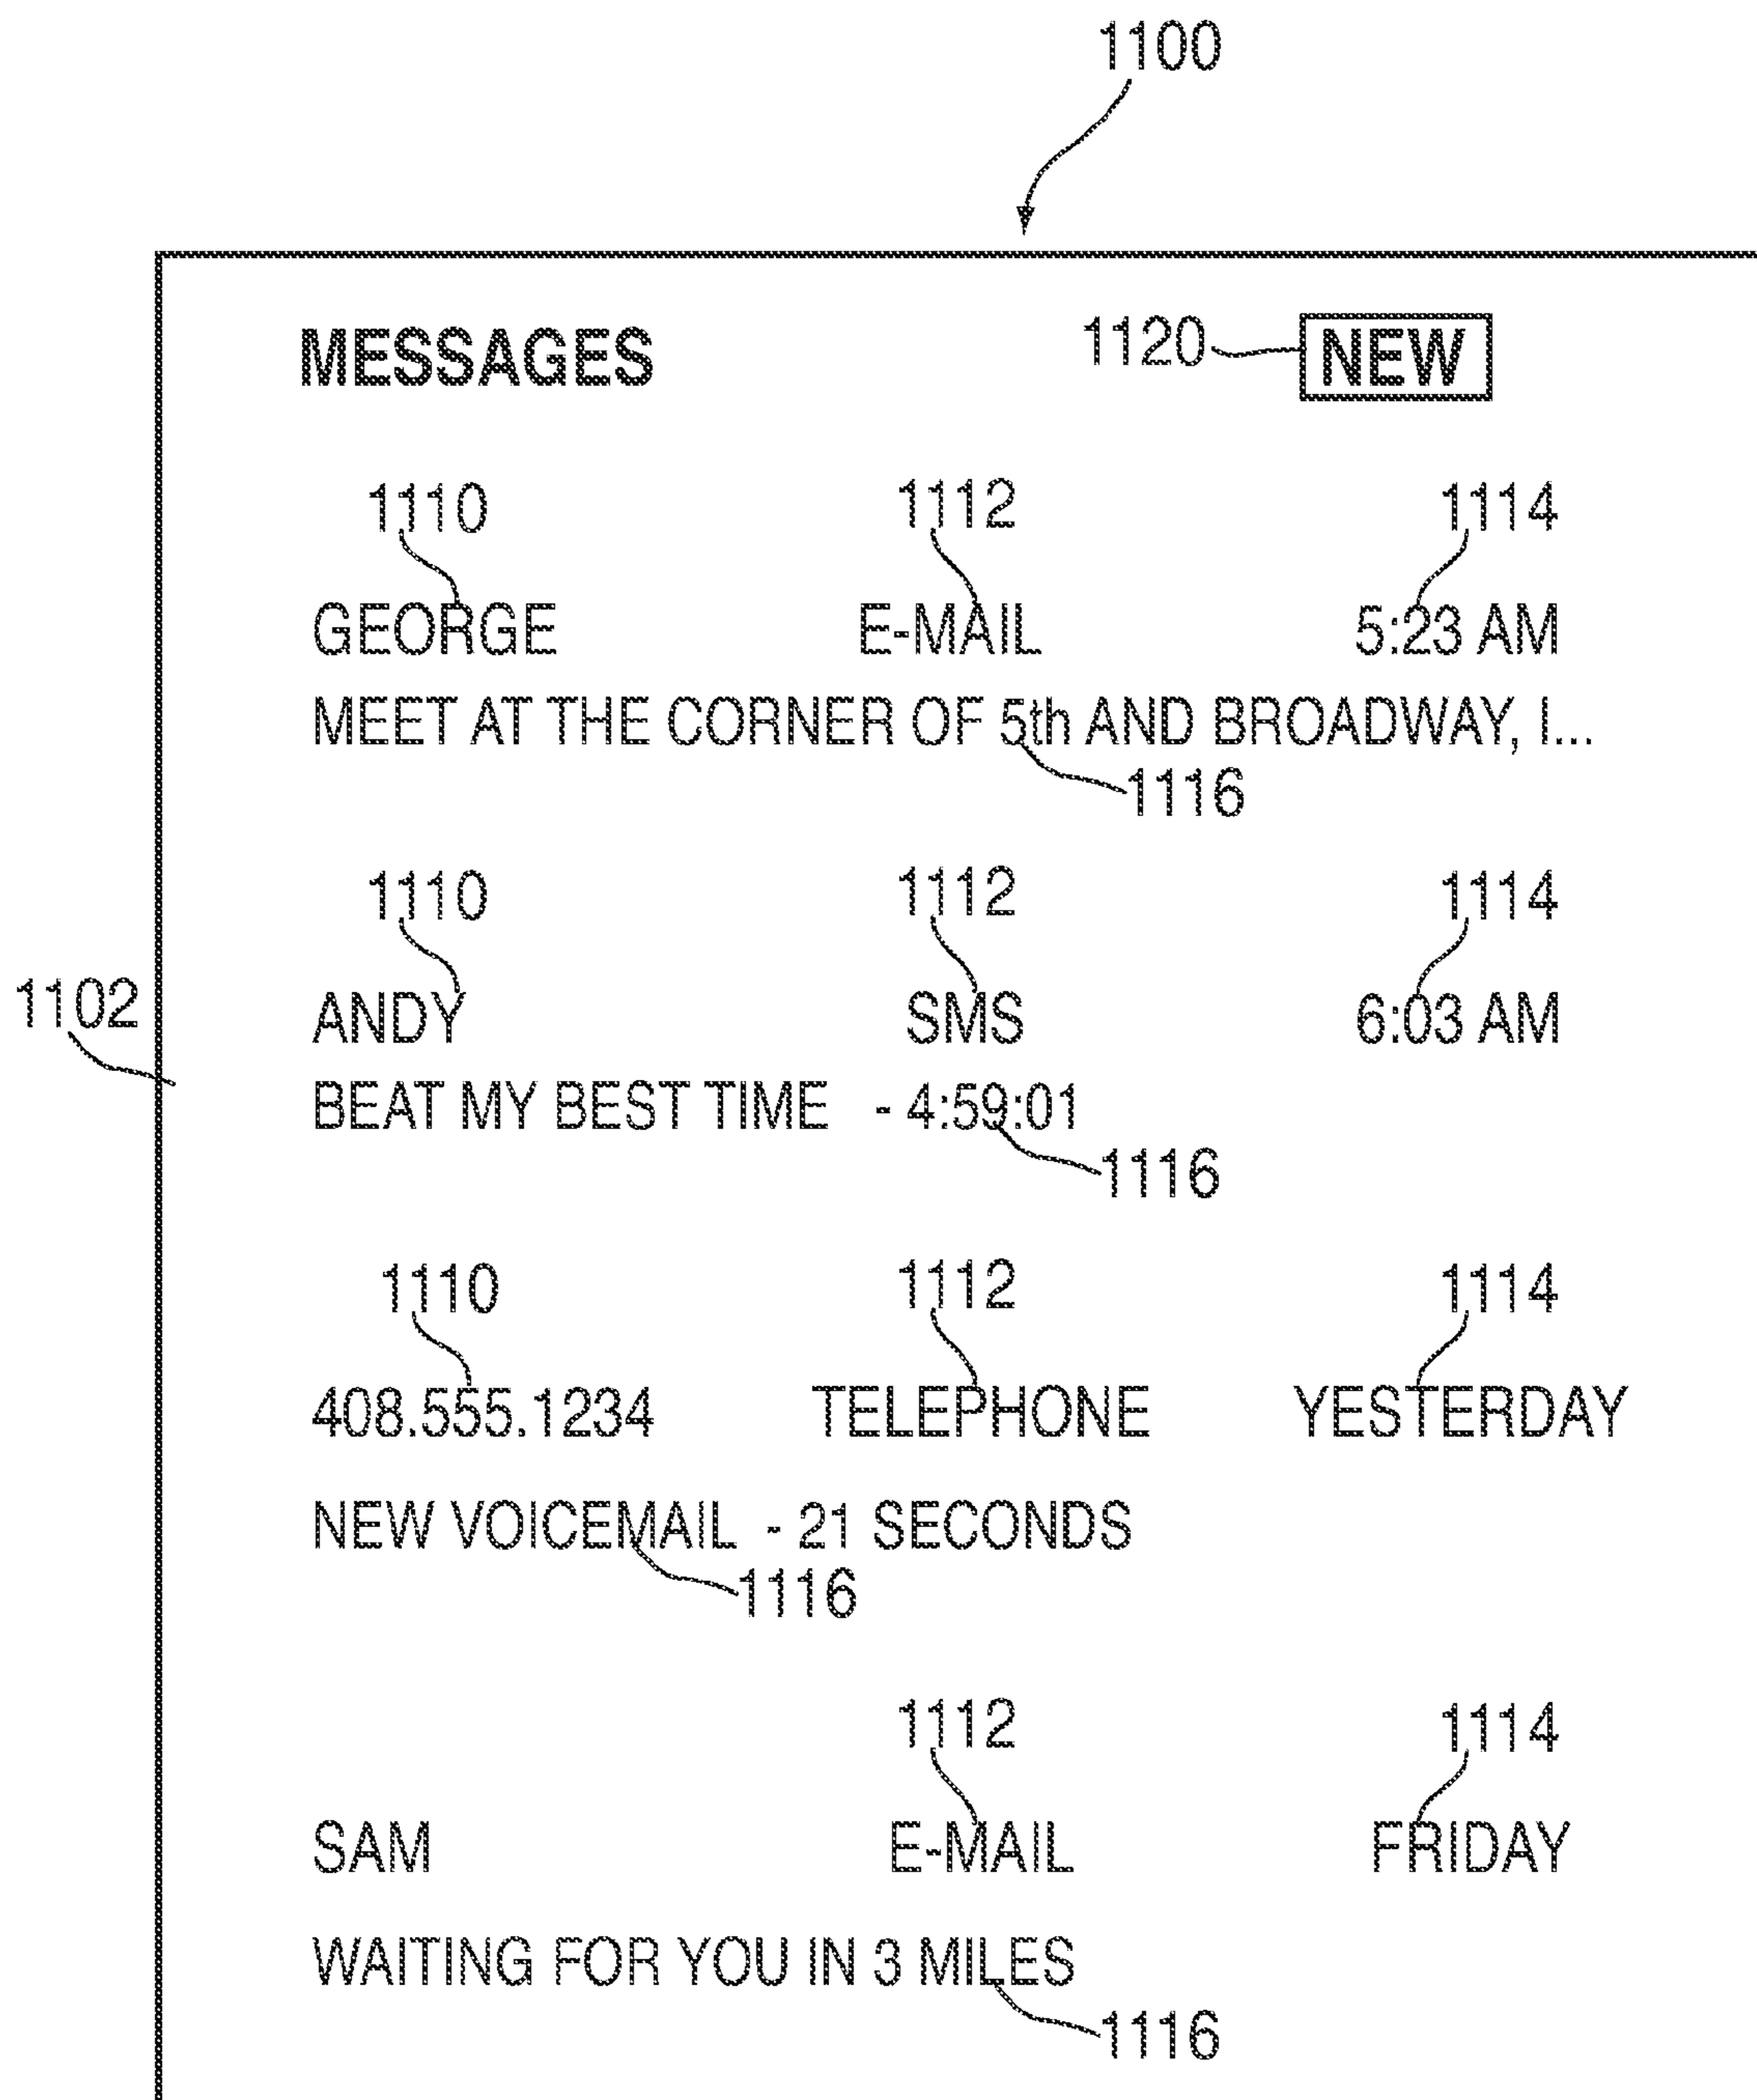 1100
MESSAGES 1120 NEW
1110 1112 1114
GEORGE E-MAIL 5:23 AM
MEET AT THE CORNER OF 5th AND BROADWAY, I...
1116
1110 1112 1114
1102
ANDY SMS 6:03 AM
BEAT MY BEST TIME - 4:59:01
1116
1110 1112 1114
408.555.1234 TELEPHONE YESTERDAY
NEW VOICEMAIL - 21 SECONDS
1116
1112 1114
SAM E-MAIL FRIDAY
WAITING FOR YOU IN 3 MILES
1116